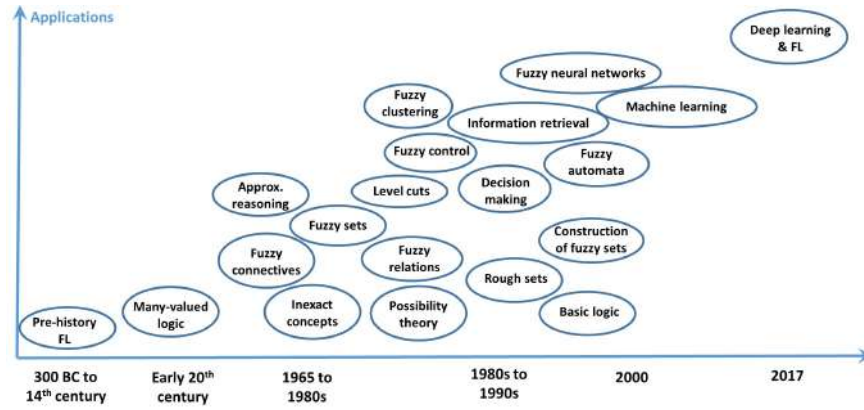 Applications
Deep learning
& FL
Fuzzy neural networks
Fuzzy
clustering
Machine learning
Information retrieval
Fuzzy control
Fuzzy
automata
Approx.
reasoning
Level cuts
Decision
making
Fuzzy sets
Construction
of fuzzy sets
Fuzzy
connectives
Fuzzy
relations
Rough sets
Pre-history
FL
Many-valued
logic
Inexact
concepts
Possibility
theory
Basic logic
300 BC to
14th century
Early 20th
century
1965 to
1980s
1980s to
1990s
2000
2017